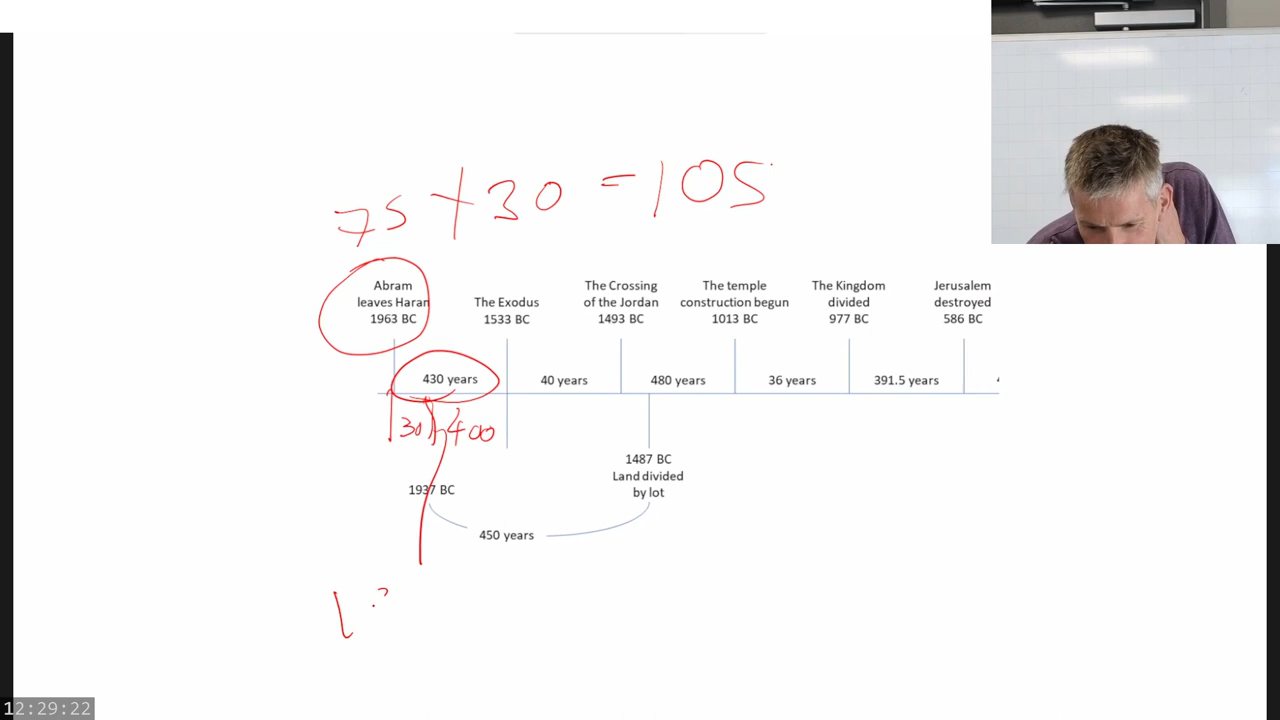 75 + 30 = 105
Abram
leaves Haran
1963 BC
The Exodus
1533 BC
The Crossing
of the Jordan
1493 BC
The temple
construction begun
1013 BC
The Kingdom
divided
977 BC
Jerusalem
destroyed
586 BC
430 years
40 years
480 years
36 years
391.5 years
30
400
1937 BC
1487 BC
Land divided
by lot
450 years
12:29:22